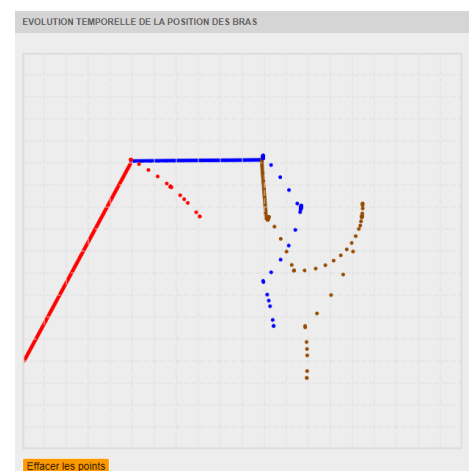 EVOLUTION TEMPORELLE DE LA POSITION DES BRAS
Effacer les points